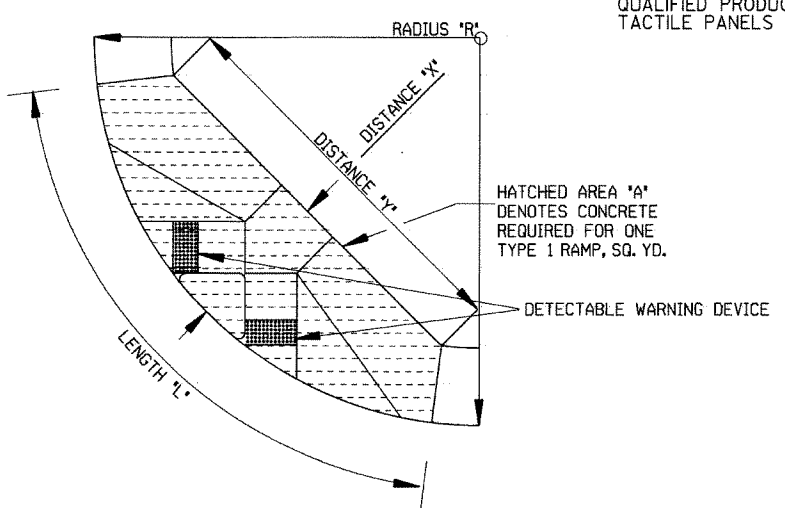 QUALIFIED PRODUC
TACTILE PANELS
RADIUS "R"
DISTANCE "X"
DISTANCE "Y"
HATCHED AREA "A"
DENOTES CONCRETE
REQUIRED FOR ONE
TYPE 1 RAMP, SQ. YD.
DETECTABLE WARNING DEVICE
LENGTH "L"